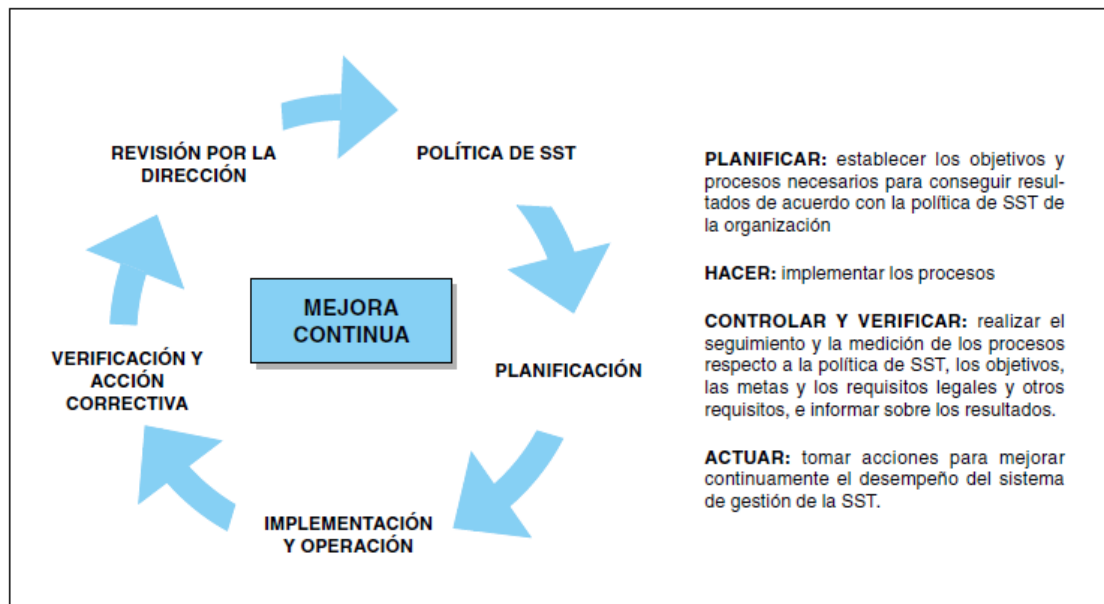 REVISIÓN POR LA
DIRECCIÓN
POLÍTICA DE SST
MEJORA
CONTINUA
VERIFICACIÓN Y
ACCIÓN
CORRECTIVA
PLANIFICACIÓN
IMPLEMENTACIÓN
Y OPERACIÓN
PLANIFICAR: establecer los objetivos y
procesos necesarios para conseguir resul-
tados de acuerdo con la política de SST de
la organización
HACER: implementar los procesos
CONTROLAR Y VERIFICAR: realizar el
seguimiento y la medición de los procesos
respecto a la política de SST, los objetivos,
las metas y los requisitos legales y otros
requisitos, e informar sobre los resultados.
ACTUAR: tomar acciones para mejorar
continuamente el desempeño del sistema
de gestión de la SST.